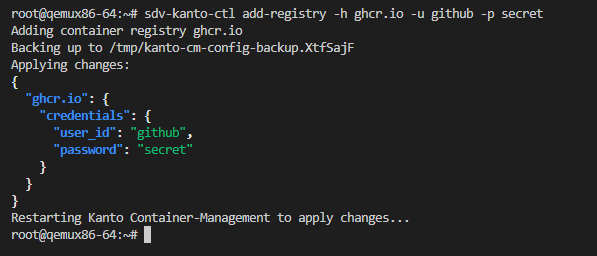 root@qemux86-64:~# sdv-kanto-ctl add-registry -h ghcr.io -u github -p secret
Adding container registry ghcr.io
Backing up to /tmp/kanto-cm-config-backup.XtfSajF
Applying changes:
{
  "ghcr.io": {
    "credentials": {
      "user_id": "github",
      "password": "secret"
    }
  }
}
Restarting Kanto Container-Management to apply changes...
root@qemux86-64:~#